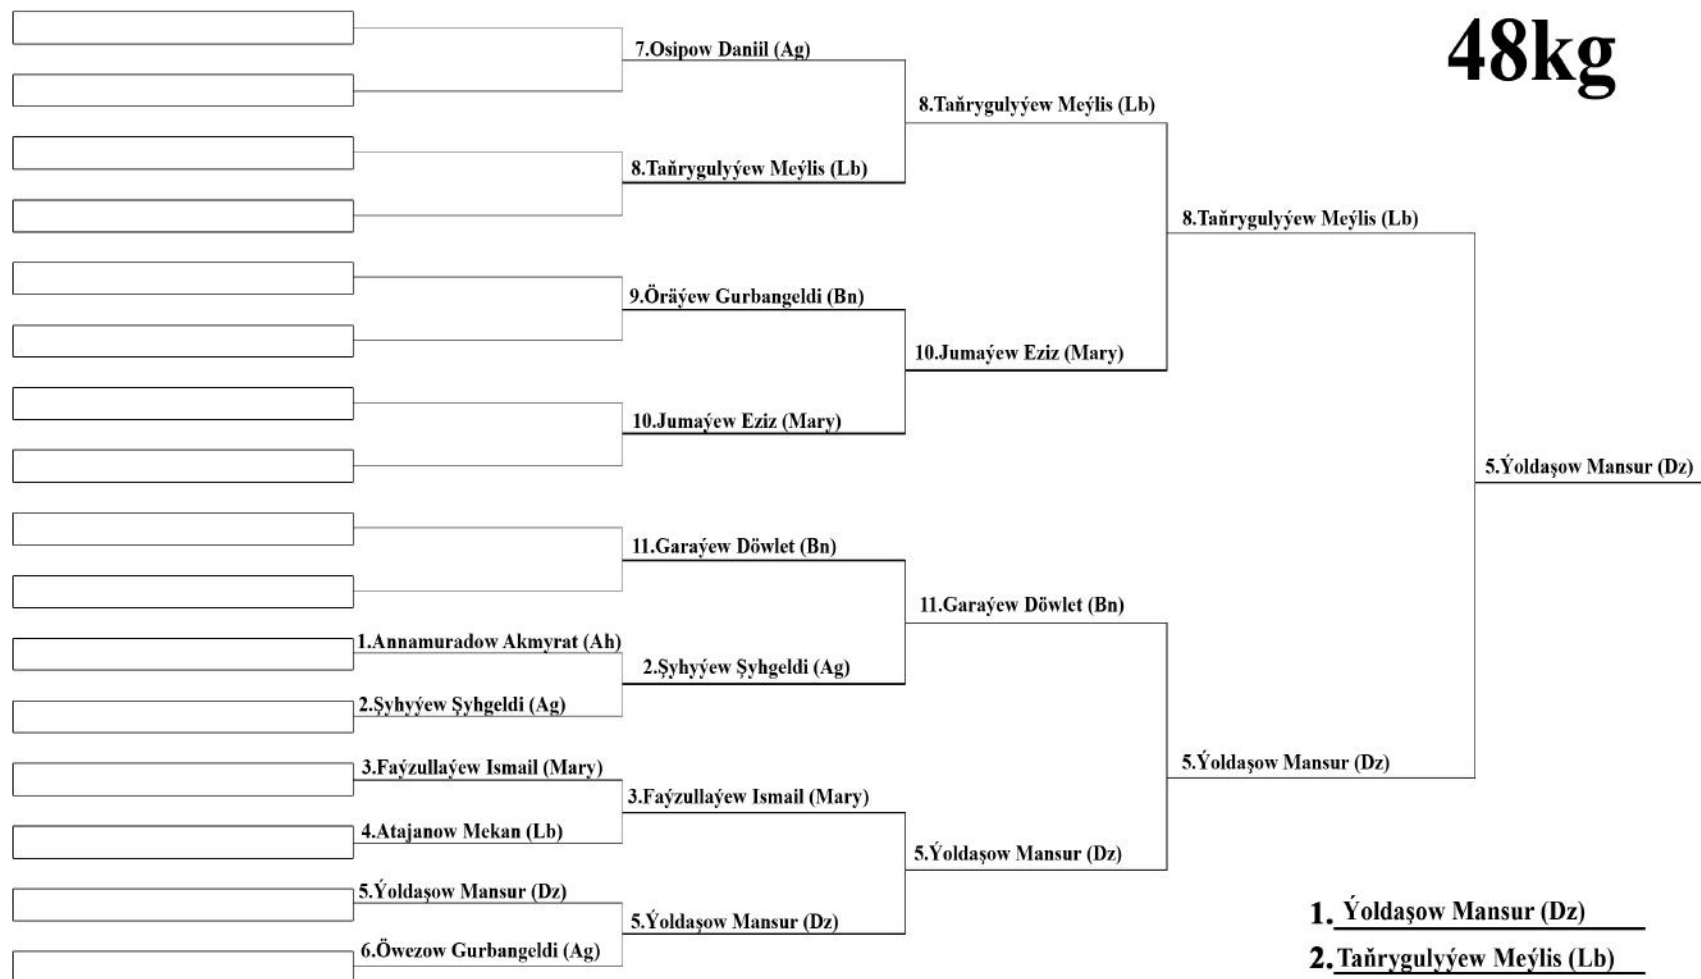 48kg
7.Osipow Daniil (Ag)
8.Taňrygulyýew Meýlis (Lb)
8.Taňrygulyýew Meýlis (Lb)
8.Taňrygulyýew Meýlis (Lb)
9.Öräýew Gurbangeldi (Bn)
10.Jumaýew Eziz (Mary)
10.Jumaýew Eziz (Mary)
5.Ýoldaşow Mansur (Dz)
11.Garaýew Döwlet (Bn)
11.Garaýew Döwlet (Bn)
1.Annamuradow Akmyrat (Ah)
2.Şyhyýew Şyhgeldi (Ag)
2.Şyhyýew Şyhgeldi (Ag)
3.Faýzullaýew Ismail (Mary)
5.Ýoldaşow Mansur (Dz)
3.Faýzullaýew Ismail (Mary)
4.Atajanow Mekan (Lb)
5.Ýoldaşow Mansur (Dz)
5.Ýoldaşow Mansur (Dz)
5.Ýoldaşow Mansur (Dz)
6.Öwezow Gurbangeldi (Ag)
1. Ýoldaşow Mansur (Dz)
2.Taňrygulyýew Meýlis (Lb)